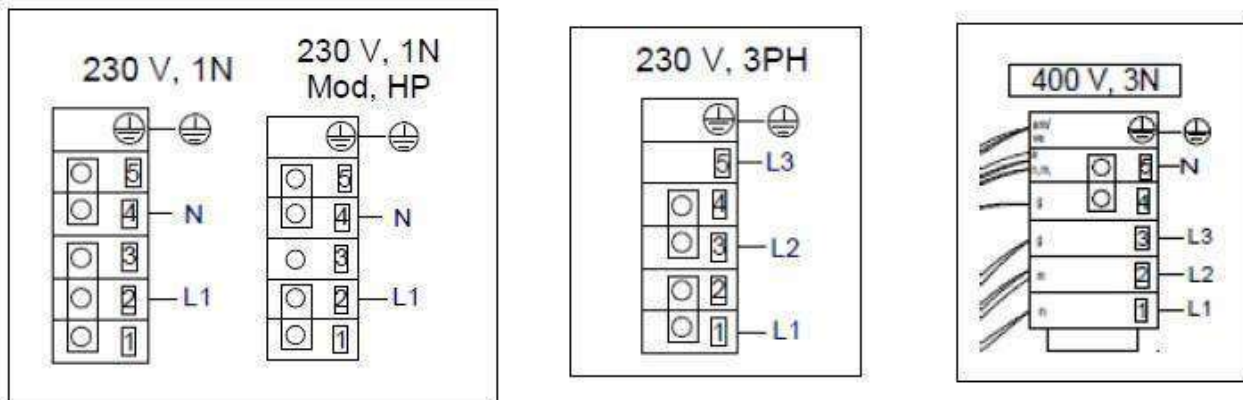 230 V, 1N
5
4 N
3
2 L1
1
230 V, 1N
Mod, HP
5
4 N
3
2 L1
1
230 V, 3PH
5 L3
4
3 L2
2
1 L1
400 V, 3N
5 N
g 4
g 3 L3
2 L2
1 L1